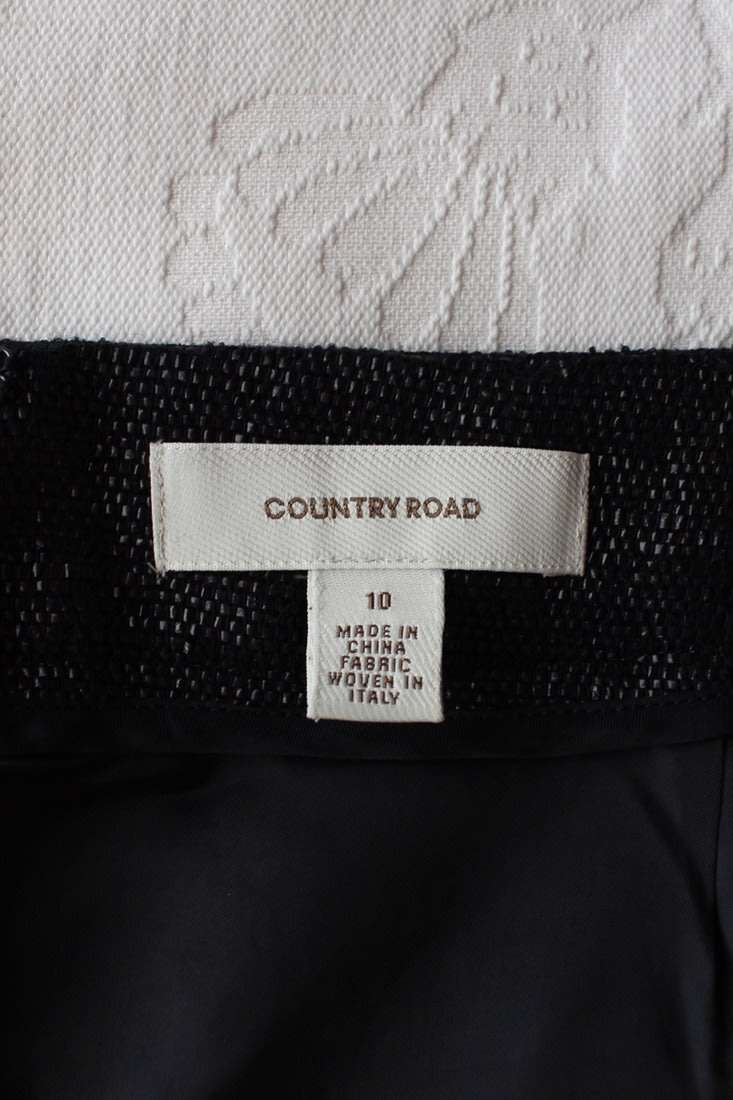 COUNTRY ROAD
10
MADE IN
CHINA
FABRIC
WOVEN IN
ITALY